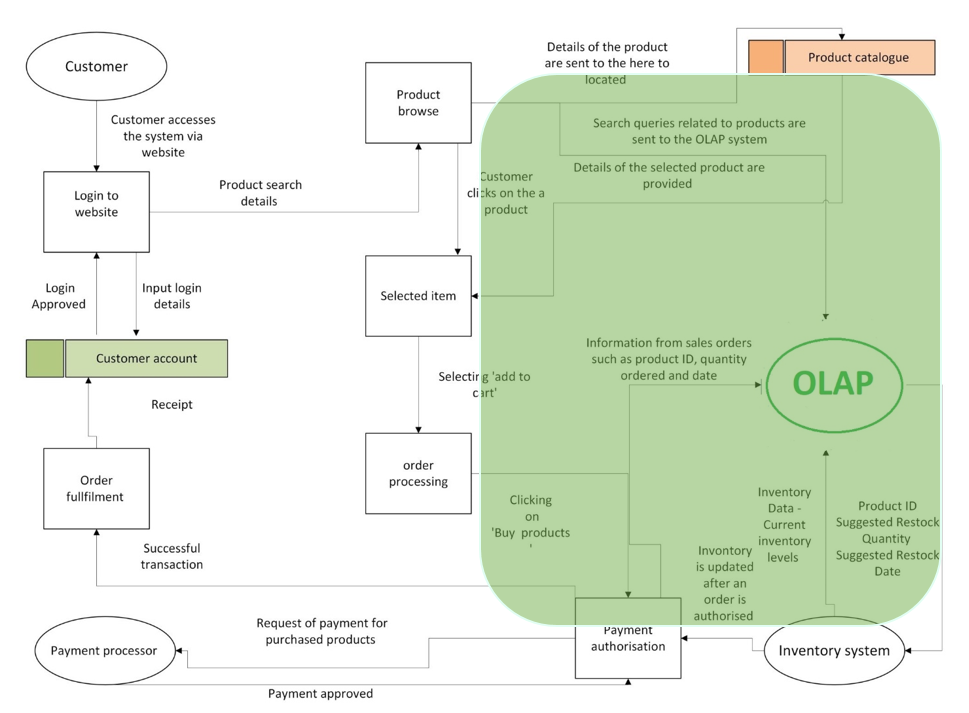 Customer
Customer accesses
the system via
website
Login to
website
Product search
details
Login
Approved
Input login
details
Customer account
Receipt
Order
fullfilment
Successful
transaction
Payment processor
Request of payment for
purchased products
Payment approved
Product
browse
Details of the product
are sent to the here to
located
Product catalogue
Search queries related to products are
sent to the OLAP system
Details of the selected product are
provided
Customer
clicks on the a
product
Selected item
Selecting 'add to
cart'
order
processing
Information from sales orders
such as product ID, quantity
ordered and date
OLAP
Clicking
on
'Buy products
'
Inventory
Data -
Current
inventory
levels
Product ID
Suggested Restock
Quantity
Suggested Restock
Date
Inventory
is updated
after an
order is
authorised
Payment
authorisation
Inventory system